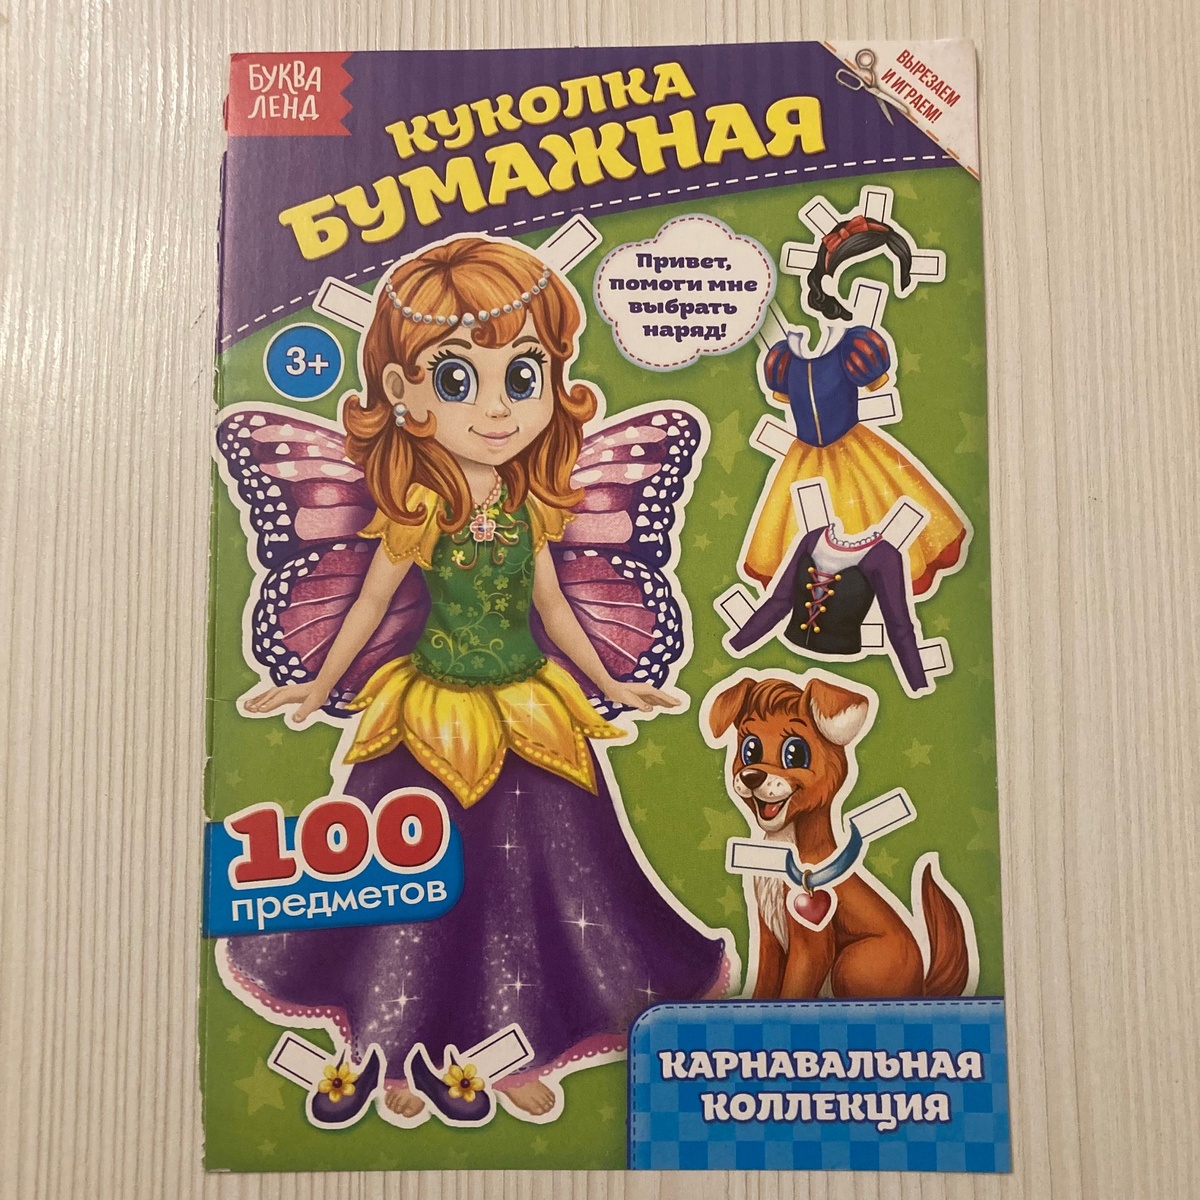 БУКВА
ЛЕНД
КУКОЛКА
БУМАЖНАЯ
ВЫРЕЗАЕМ
И ИГРАЕМ!
Привет,
помоги мне
выбрать
наряд!
3+
100
предметов
КАРНАВАЛЬНАЯ
КОЛЛЕКЦИЯ